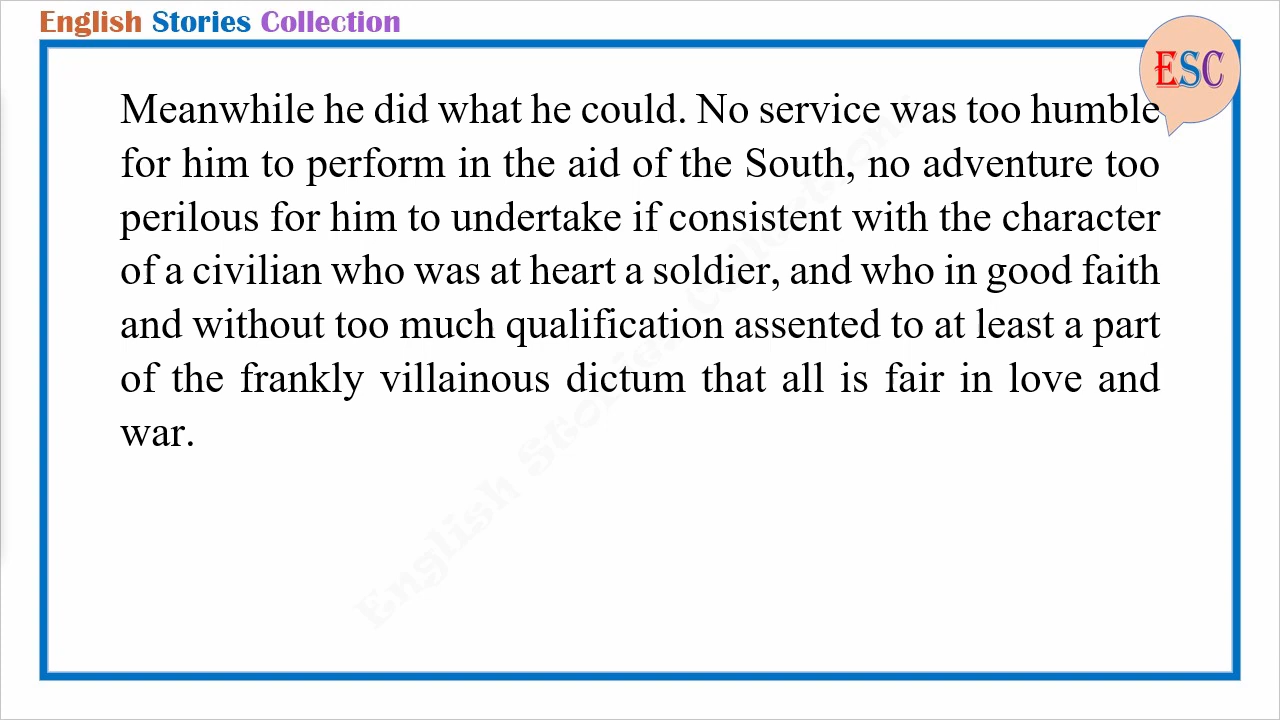 English Stories Collection
ESC
Meanwhile he did what he could. No service was too humble
for him to perform in the aid of the South, no adventure too
perilous for him to undertake if consistent with the character
of a civilian who was at heart a soldier, and who in good faith
and without too much qualification assented to at least a part
of the frankly villainous dictum that all is fair in love and
war.
English Stories Collection